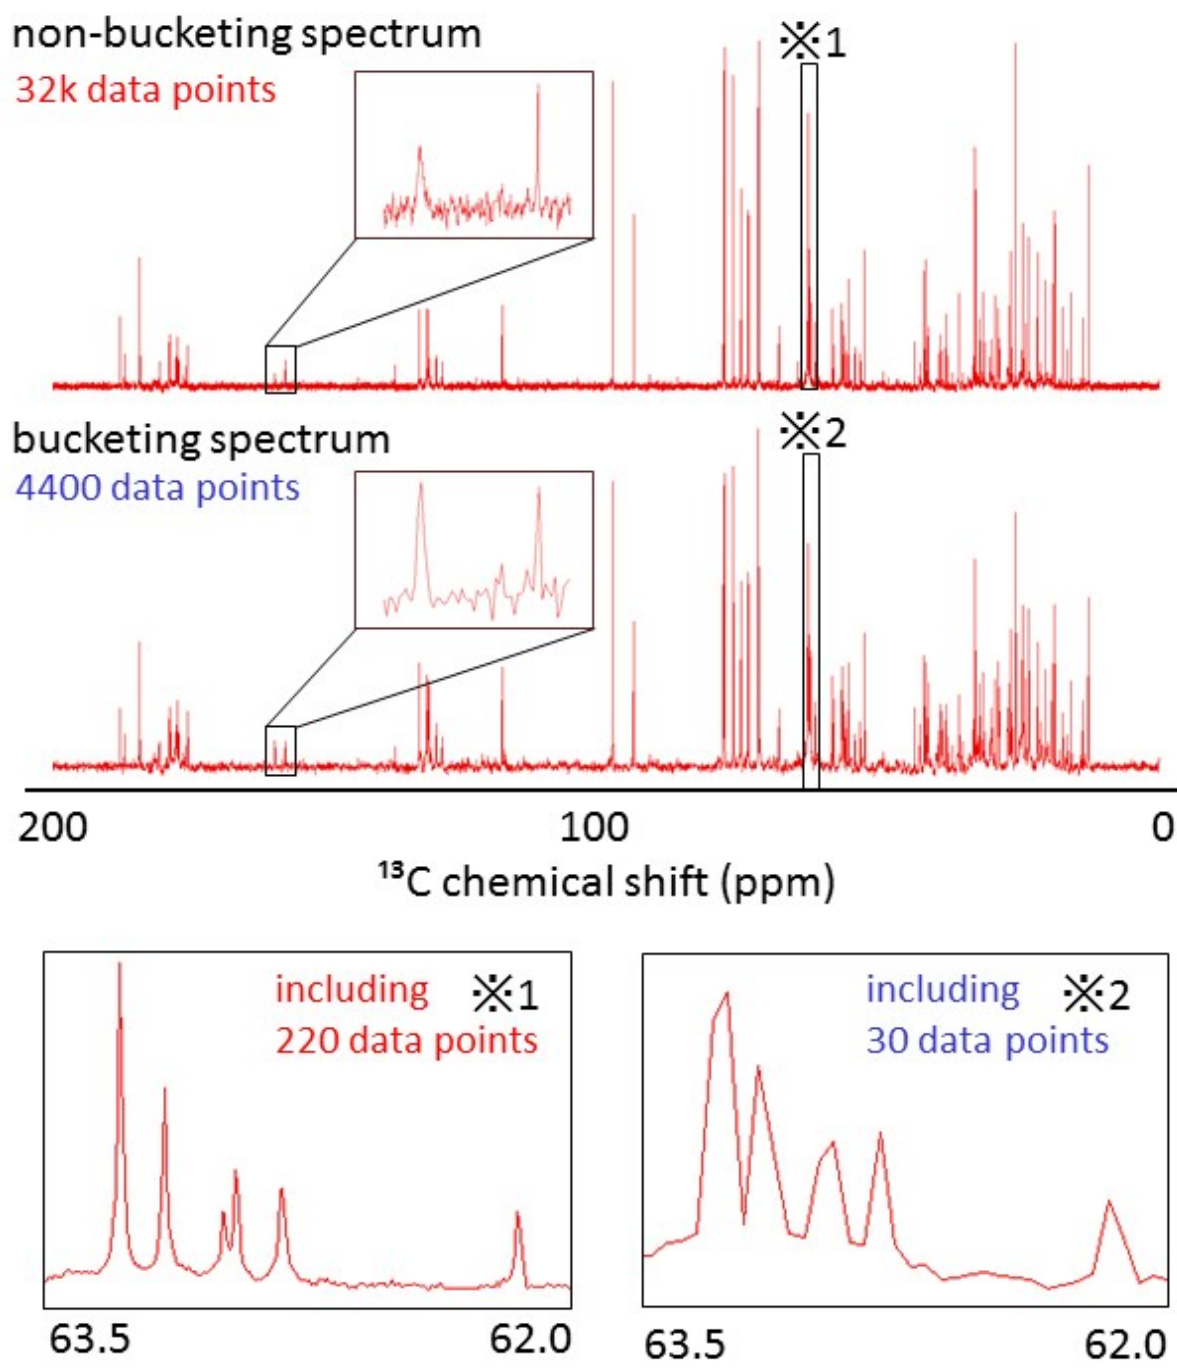 non-bucketing spectrum
32k data points
※1
bucketing spectrum
4400 data points
※2
200 100 0
¹³C chemical shift (ppm)
including ※1
220 data points
63.5 62.0
including ※2
30 data points
63.5 62.0